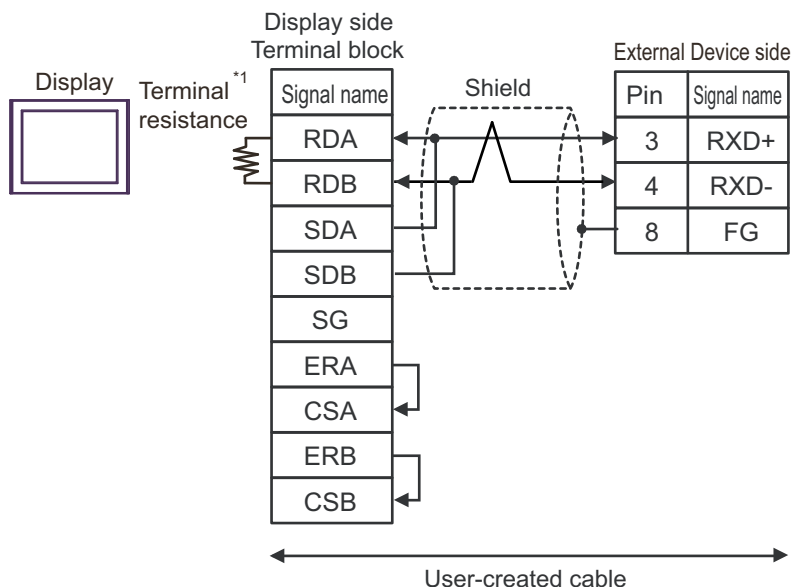 Display side
Terminal block
External Device side
Display
Terminal *1
resistance
Signal name
Shield
Pin
Signal name
RDA
3
RXD+
RDB
4
RXD-
SDA
8
FG
SDB
SG
ERA
CSA
ERB
CSB
User-created cable